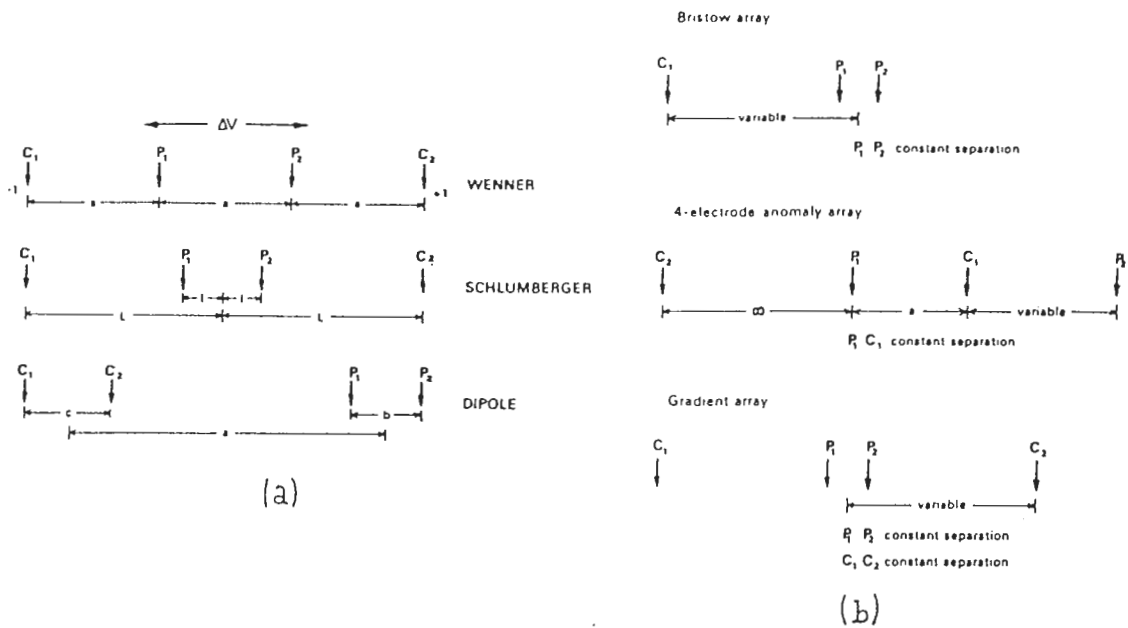 ΔV
C₁ P₁ P₂ C₂
-1 +1
WENNER
a a a
C₁ P₁ P₂ C₂
SCHLUMBERGER
l l
L L
C₁ C₂ P₁ P₂
DIPOLE
c b
a
(a)
Bristow array
C₁ P₁ P₂
variable
P₁ P₂ constant separation
4-electrode anomaly array
C₂ P₁ C₁ P₂
∞ a variable
P₁ C₁ constant separation
Gradient array
C₁ P₁ P₂ C₂
variable
P₁ P₂ constant separation
C₁ C₂ constant separation
(b)